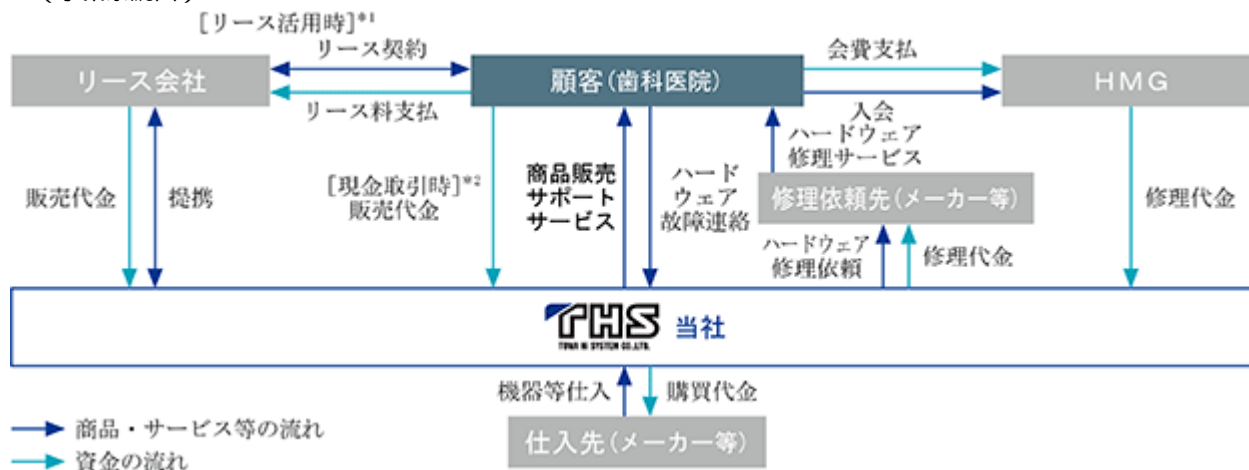 [リース活用時]*1
リース契約
会費支払
リース会社
顧客(歯科医院)
HMG
リース料支払
入会
ハードウェア
修理サービス
販売代金
提携
[現金取引時]*2
販売代金
商品販売
サポート
サービス
ハード
ウェア
故障連絡
修理依頼先(メーカー等)
修理代金
ハードウェア
修理依頼
修理代金
THS
TOWA HI SYSTEM CO.,LTD.
当社
機器等仕入
購買代金
商品・サービス等の流れ
仕入先(メーカー等)
資金の流れ